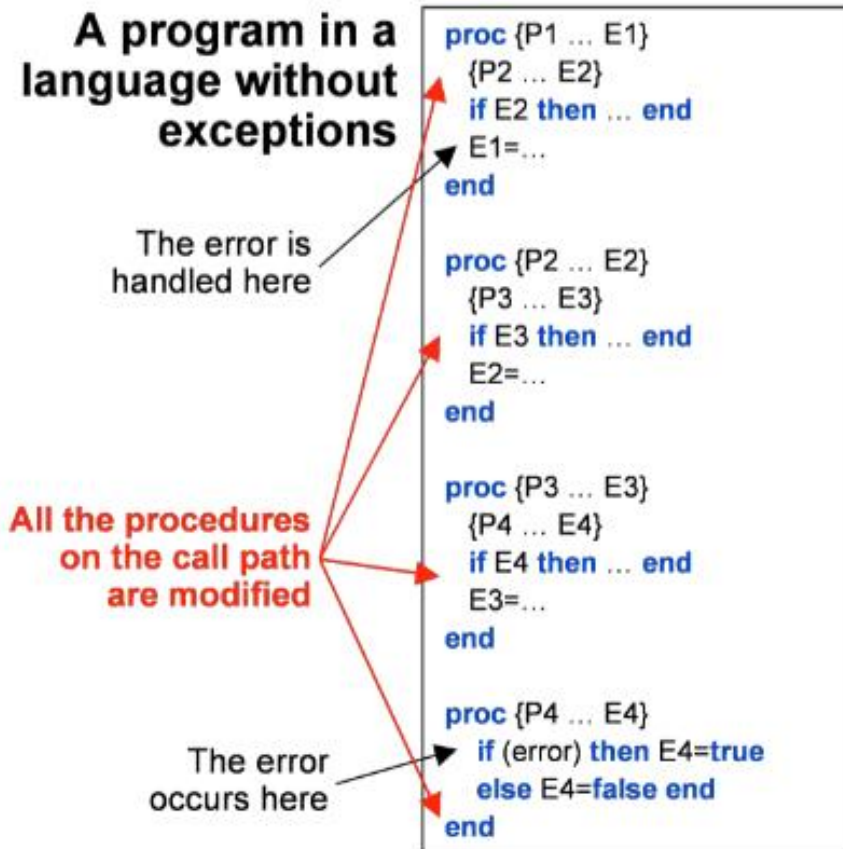 A program in a
language without
exceptions
The error is
handled here
All the procedures
on the call path
are modified
The error
occurs here
proc {P1 ... E1}
{P2 ... E2}
if E2 then ... end
E1=...
end
proc {P2 ... E2}
{P3 ... E3}
if E3 then ... end
E2=...
end
proc {P3 ... E3}
{P4 ... E4}
if E4 then ... end
E3=...
end
proc {P4 ... E4}
if (error) then E4=true
else E4=false end
end